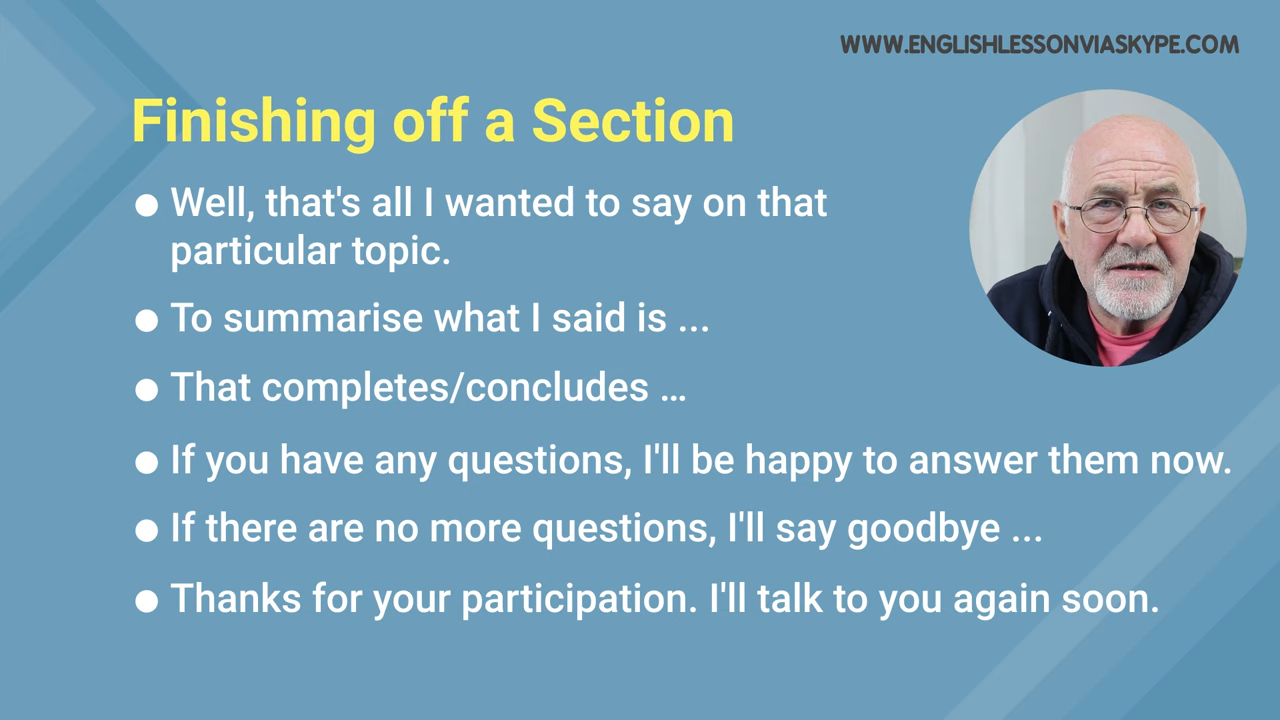 WWW.ENGLISHLESSONVIASKYPE.COM
Finishing off a Section
● Well, that's all I wanted to say on that
particular topic.
● To summarise what I said is ...
● That completes/concludes …
● If you have any questions, I'll be happy to answer them now.
● If there are no more questions, I'll say goodbye ...
● Thanks for your participation. I'll talk to you again soon.